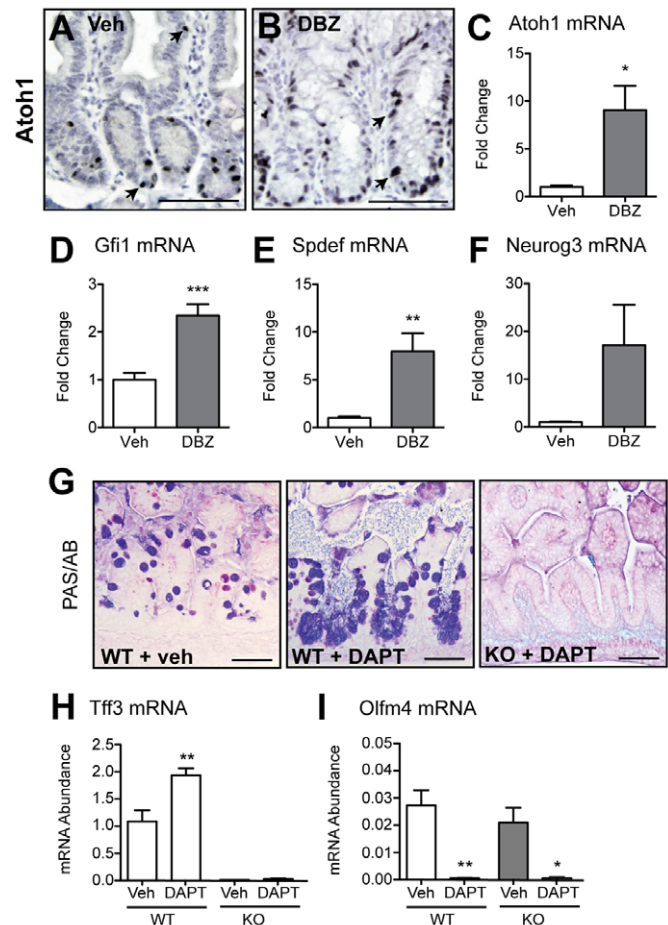 A Veh
B DBZ
Atoh1
C Atoh1 mRNA
Fold Change
15
10
5
0
*
Veh DBZ
D Gfi1 mRNA
Fold Change
3
2
1
0
***
Veh DBZ
E Spdef mRNA
Fold Change
15
10
5
0
**
Veh DBZ
F Neurog3 mRNA
Fold Change
30
20
10
0
Veh DBZ
G
PAS/AB
WT + veh
WT + DAPT
KO + DAPT
H Tff3 mRNA
mRNA Abundance
2.5
2.0
1.5
1.0
0.5
0.0
**
Veh DAPT Veh DAPT
WT KO
I Olfm4 mRNA
mRNA Abundance
0.05
0.04
0.03
0.02
0.01
0.00
** *
Veh DAPT Veh DAPT
WT KO